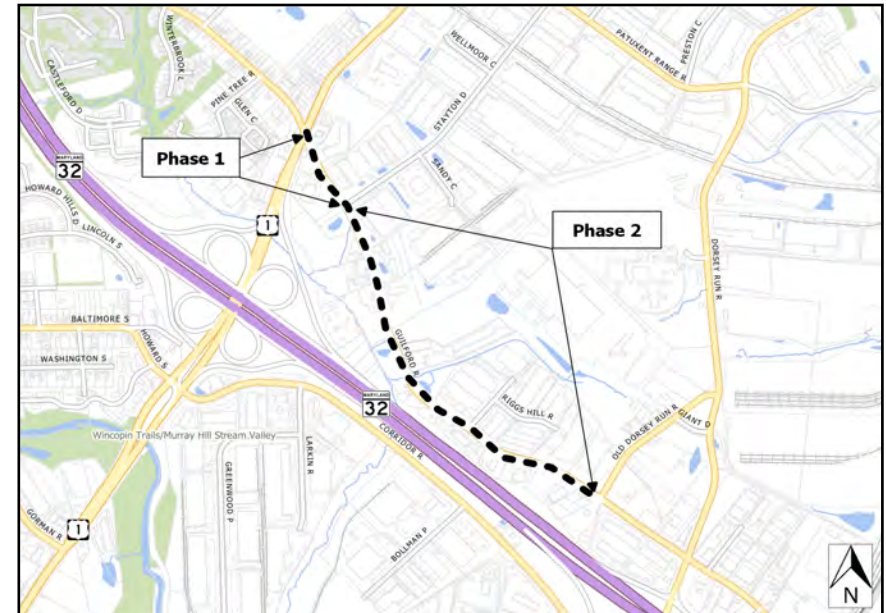 WINTERBROOK L
CASTLEFORD D
PINE TREE R
GLEN C
WELLMOOR C
STAYTON D
SANDY C
PRESTON C
PATUXENT RANGE R
Phase 1
MARYLAND
32
HOWARD HILLS D
LINCOLN S
1
Phase 2
DORSEY RUN R
BALTIMORE S
HOWARD S
WASHINGTON S
GUILFORD R
MARYLAND
32
RIGGS HILL R
OLD DORSEY RUN R
GIANT D
CORRIDOR R
Wincopin Trails/Murray Hill Stream Valley
LARKIN R
GREENWOOD P
GORMAN R
1
BOLLMAN P
N